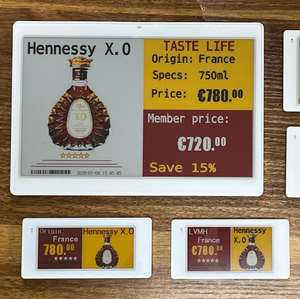 Hennessy X.O
TASTE LIFE
Origin: France
Specs: 750ml
Price: €780.00
Member price:
€720.00
Save 15%
XO
Origin
France
780.00
Hennessy X.O
LVMH
France
€780.00
Hennessy
X.O